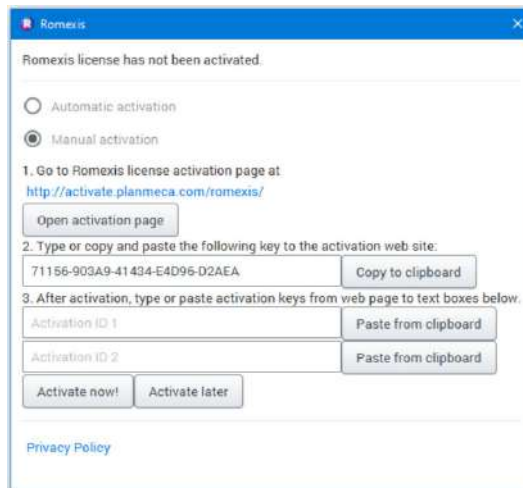 Romexis
Romexis license has not been activated.
Automatic activation
Manual activation
1. Go to Romexis license activation page at
http://activate.planmeca.com/romexis/
Open activation page
2. Type or copy and paste the following key to the activation web site:
71156-903A9-41434-E4D96-D2AEA
Copy to clipboard
3. After activation, type or paste activation keys from web page to text boxes below.
Activation ID 1
Paste from clipboard
Activation ID 2
Paste from clipboard
Activate now!
Activate later
Privacy Policy